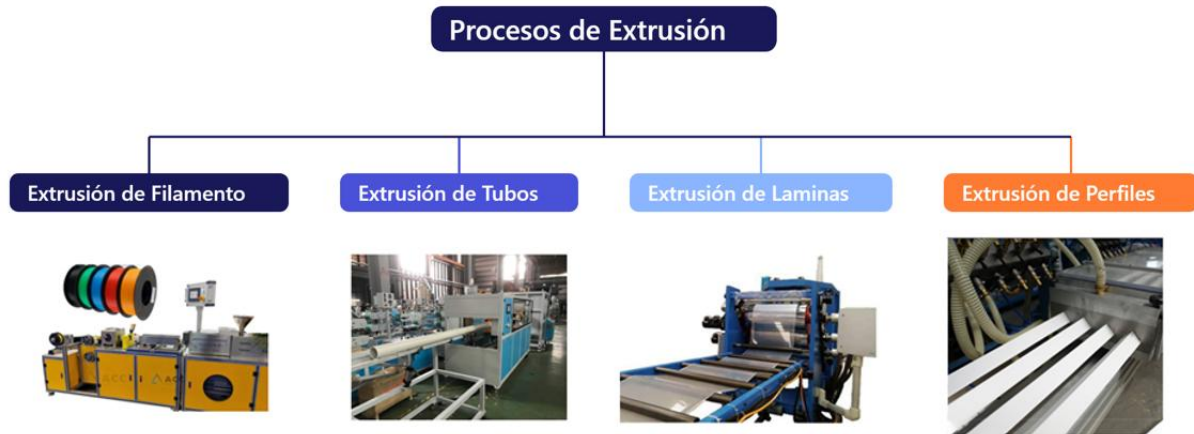 Procesos de Extrusión
Extrusión de Filamento
Extrusión de Tubos
Extrusión de Laminas
Extrusión de Perfiles